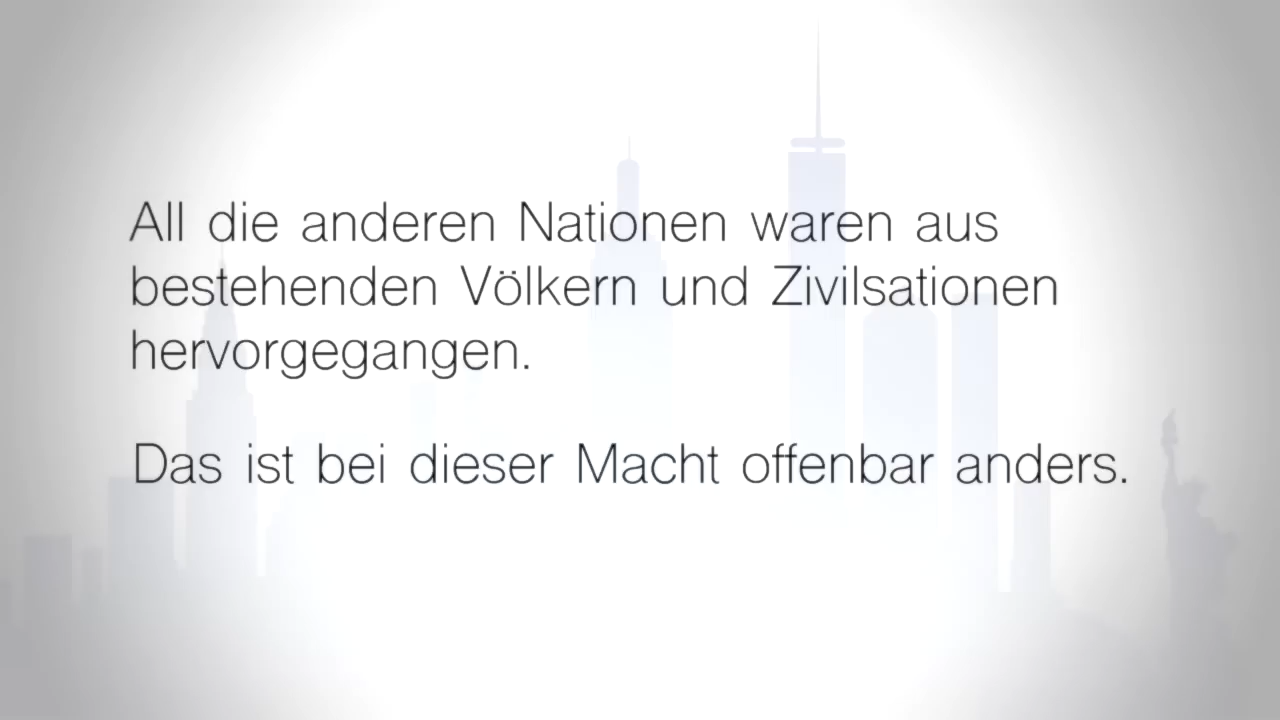 All die anderen Nationen waren aus
bestehenden Völkern und Zivilsationen
hervorgegangen.
Das ist bei dieser Macht offenbar anders.